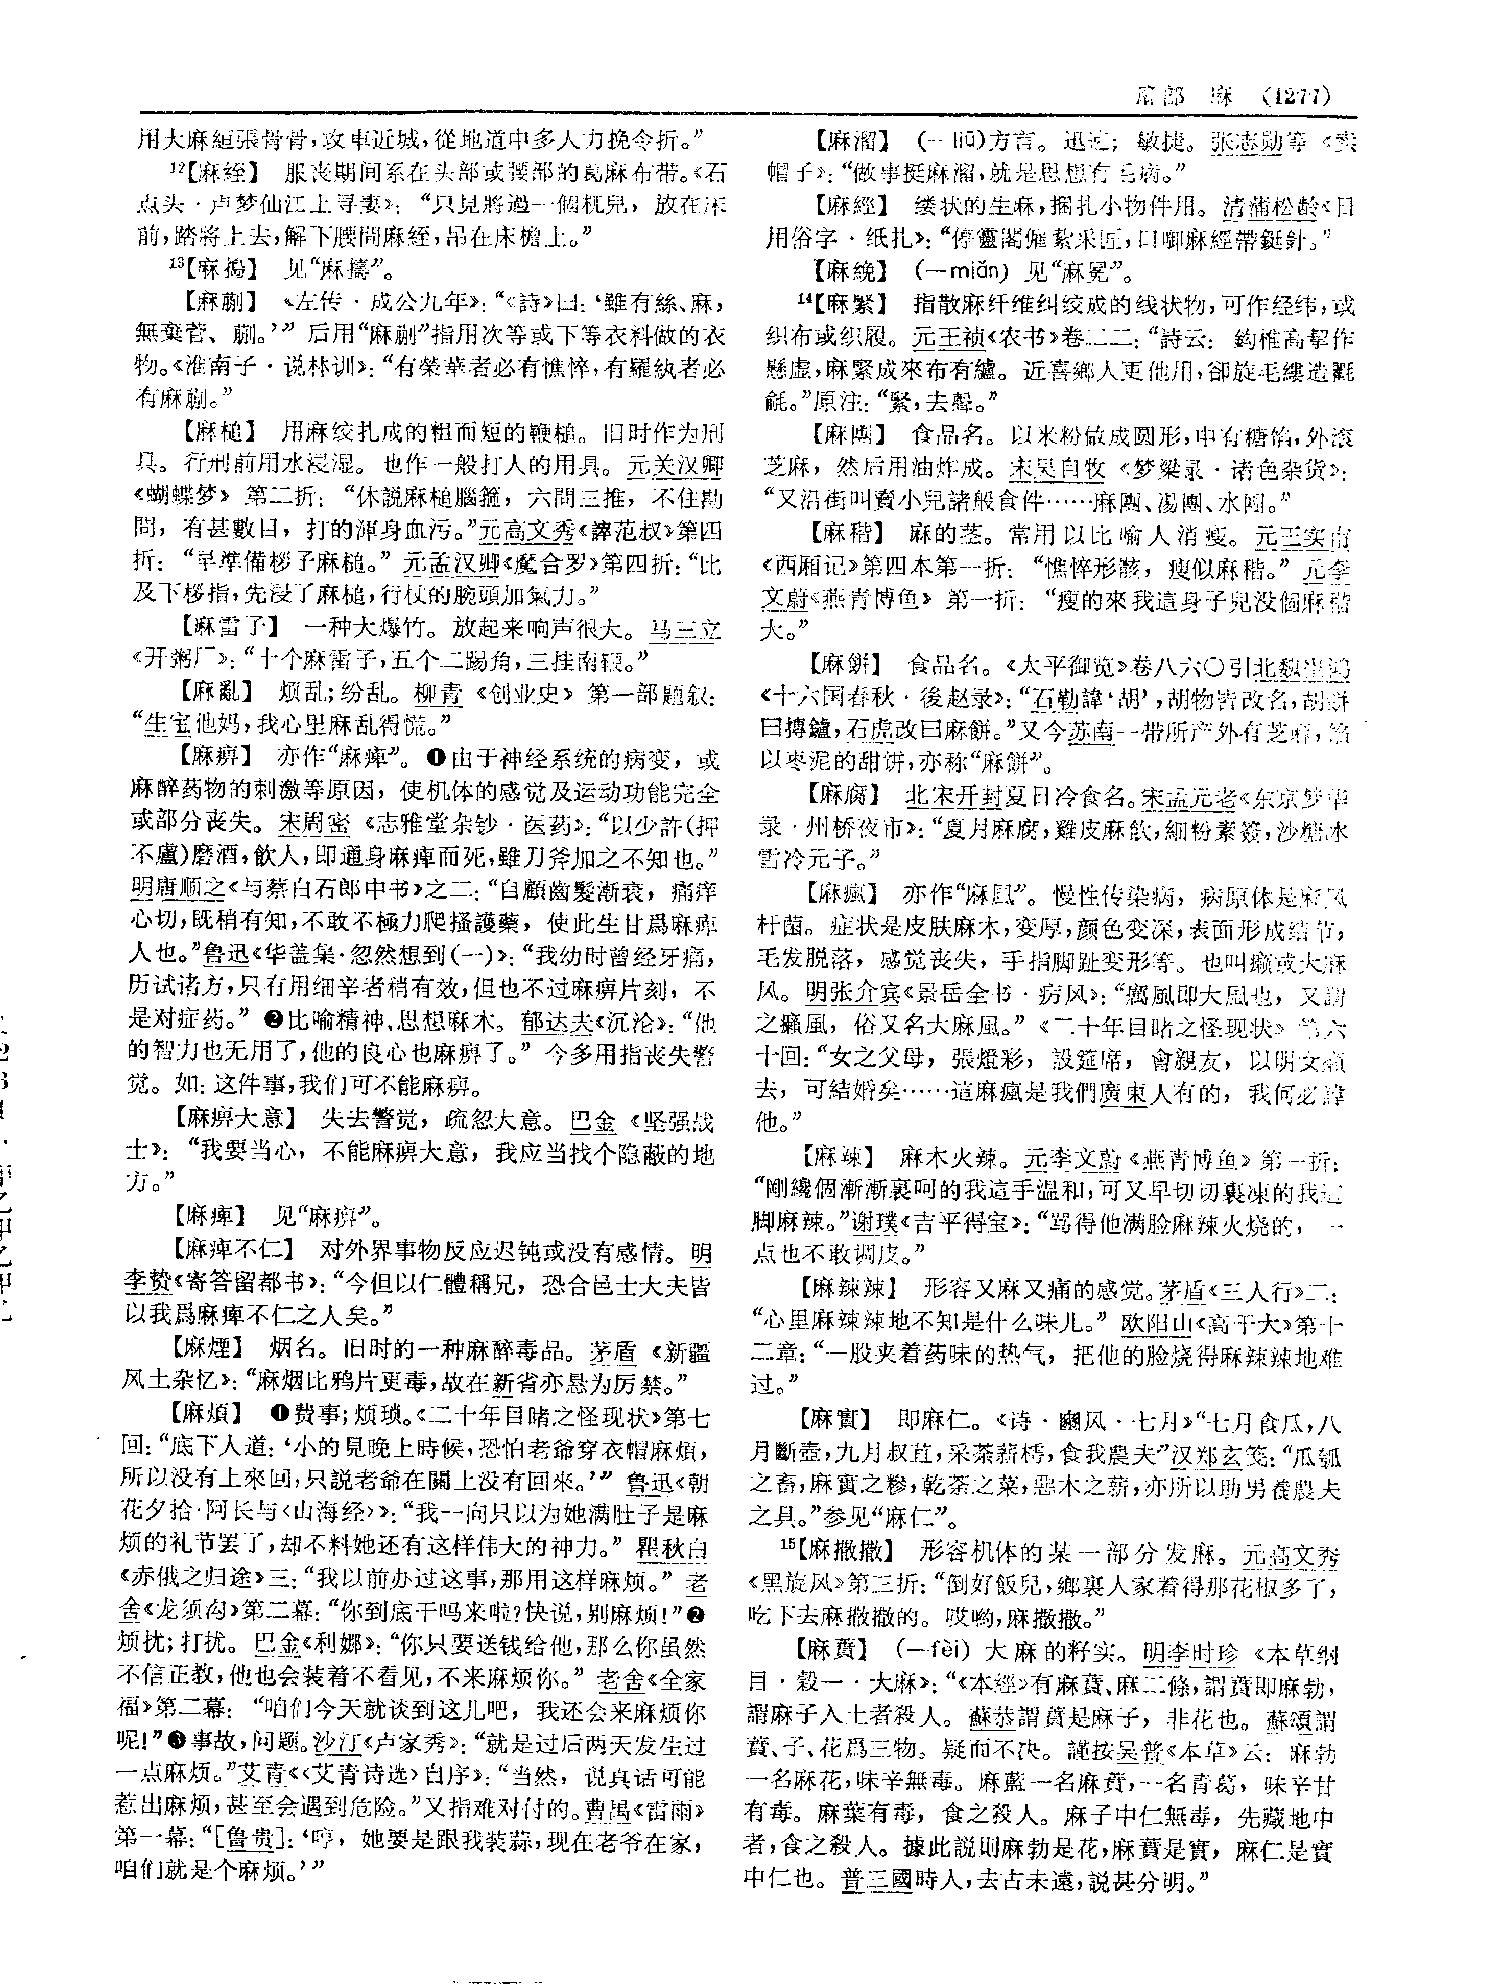 麻部 麻 (1277)
用大麻絙張骨骨，攻車近城，從地道中多人力挽令折。”
¹²【麻絰】 服丧期间系在头部或腰部的葛麻布带。《石
点头·卢梦仙江上寻妻》：“只見將過一個杌兒，放在床
前，踏將上去，解下腰間麻絰，吊在床檐上。”
¹³【麻搗】 见“麻擣”。
【麻蒯】 《左传·成公九年》：“《詩》曰：‘雖有絲、麻，
無棄菅、蒯。’” 后用“麻蒯”指用次等或下等衣料做的衣
物。《淮南子·说林训》：“有榮華者必有憔悴，有羅紈者必
有麻蒯。”
【麻槌】 用麻绞扎成的粗而短的鞭槌。旧时作为刑
具。行刑前用水浸湿。也作一般打人的用具。元关汉卿
《蝴蝶梦》第二折：“休説麻槌腦箍，六問三推，不住勘
問，有甚數目，打的渾身血污。”元高文秀《谇范叔》第四
折：“早準備桚子麻槌。” 元孟汉卿《魔合罗》第四折：“比
及下桚指，先浸了麻槌，行杖的腕頭加氣力。”
【麻雷子】 一种大爆竹。放起来响声很大。马三立
《开粥厂》：“十个麻雷子，五个二踢角，三挂南鞭。”
【麻亂】 烦乱；纷乱。柳青《创业史》第一部题叙：
“生宝他妈，我心里麻乱得慌。”
【麻痹】 亦作“麻痺”。❶由于神经系统的病变，或
麻醉药物的刺激等原因，使机体的感觉及运动功能完全
或部分丧失。宋周密《志雅堂杂钞·医药》：“以少許(押
不蘆)磨酒，飲人，即通身麻痺而死，雖刀斧加之不知也。”
明唐顺之《与蔡白石郎中书》之二：“自顧齒髮漸衰，痛痒
心切，既稍有知，不敢不極力爬搔護藥，使此生甘爲麻痺
人也。”鲁迅《华盖集·忽然想到(一)》：“我幼时曾经牙痛，
历试诸方，只有用细辛者稍有效，但也不过麻痹片刻，不
是对症药。” ❷比喻精神、思想麻木。郁达夫《沉沦》：“他
的智力也无用了，他的良心也麻痹了。” 今多用指丧失警
觉。如：这件事，我们可不能麻痹。
【麻痹大意】 失去警觉，疏忽大意。巴金《坚强战
士》：“我要当心，不能麻痹大意，我应当找个隐蔽的地
方。”
【麻痺】 见“麻痹”。
【麻痺不仁】 对外界事物反应迟钝或没有感情。明
李贽《寄答留都书》：“今但以仁體稱兄，恐合邑士大夫皆
以我爲麻痺不仁之人矣。”
【麻煙】 烟名。旧时的一种麻醉毒品。茅盾《新疆
风土杂忆》：“麻烟比鸦片更毒，故在新省亦悬为厉禁。”
【麻煩】 ❶费事；烦琐。《二十年目睹之怪现状》第七
回：“底下人道：‘小的見晚上時候，恐怕老爺穿衣帽麻煩，
所以没有上來回，只説老爺在關上没有回來。’” 鲁迅《朝
花夕拾·阿长与〈山海经〉》：“我一向只以为她满肚子是麻
烦的礼节罢了，却不料她还有这样伟大的神力。” 瞿秋白
《赤俄之归途》三：“我以前办过这事，那用这样麻烦。” 老
舍《龙须沟》第二幕：“你到底干吗来啦？快说，别麻烦！”❷
烦扰；打扰。巴金《利娜》：“你只要送钱给他，那么你虽然
不信正教，他也会装着不看见，不来麻烦你。” 老舍《全家
福》第二幕：“咱们今天就谈到这儿吧，我还会来麻烦你
呢！”❸事故，问题。沙汀《卢家秀》：“就是过后两天发生过
一点麻烦。”艾青《〈艾青诗选〉自序》：“当然，说真话可能
惹出麻烦，甚至会遇到危险。”又指难对付的。曹禺《雷雨》
第一幕：“[鲁贵]：‘哼，她要是跟我装蒜，现在老爷在家，
咱们就是个麻烦。’”
【麻溜】 (一liū)方言。迅速；敏捷。张志勋等《卖
帽子》：“做事挺麻溜，就是思想有毛病。”
【麻經】 缕状的生麻，捆扎小物件用。清蒲松龄《日
用俗字·纸扎》：“停靈閣僱紮采匠，口啣麻經帶鋌針。”
【麻絻】 (一miǎn) 见“麻冕”。
¹⁴【麻繄】 指散麻纤维纠绞成的线状物，可作经纬，或
织布或织履。元王祯《农书》卷二二：“詩云：鈎椎高挈作
懸虛，麻繄成來布有纑。近喜鄉人更他用，卻旋毛縷造氍
毹。”原注：“繄，去聲。”
【麻團】 食品名。以米粉做成圆形，中有糖馅，外滚
芝麻，然后用油炸成。宋吴自牧《梦粱录·诸色杂货》：
“又沿街叫賣小兒諸般食件……麻團、湯團、水團。”
【麻稭】 麻的茎。常用以比喻人消瘦。元王实甫
《西厢记》第四本第一折：“憔悴形骸，瘦似麻稭。” 元李
文蔚《燕青博鱼》第一折：“瘦的來我這身子兒没個麻稭
大。”
【麻餅】 食品名。《太平御览》卷八六〇引北魏崔鸿
《十六国春秋·後赵录》：“石勒諱‘胡’，胡物皆改名，胡餅
曰摶鑪，石虎改曰麻餅。”又今苏南一带所产外有芝麻，馅
以枣泥的甜饼，亦称“麻餅”。
【麻腐】 北宋开封夏日冷食名。宋孟元老《东京梦华
录·州桥夜市》：“夏月麻腐，雞皮麻飲，細粉素簽，沙糖冰
雪冷元子。”
【麻瘋】 亦作“麻風”。慢性传染病，病原体是麻风
杆菌。症状是皮肤麻木，变厚，颜色变深，表面形成结节，
毛发脱落，感觉丧失，手指脚趾变形等。也叫癞或大麻
风。明张介宾《景岳全书·疠风》：“癘風即大風也，又謂
之癩風，俗又名大麻風。”《二十年目睹之怪现状》第六
十回：“女之父母，張燈彩，設筵席，會親友，以明女癩
去，可結婚矣……這麻瘋是我們廣東人有的，我何必諱
他。”
【麻辣】 麻木火辣。元李文蔚《燕青博鱼》第一折：
“剛纔個漸漸裏呵的我這手溫和，可又早切切裏凍的我這
脚麻辣。”谢璞《吉平得宝》：“骂得他满脸麻辣火烧的，一
点也不敢调皮。”
【麻辣辣】 形容又麻又痛的感觉。茅盾《三人行》二：
“心里麻辣辣地不知是什么味儿。” 欧阳山《高干大》第十
二章：“一股夹着药味的热气，把他的脸烧得麻辣辣地难
过。”
【麻實】 即麻仁。《诗·豳风·七月》“七月食瓜，八
月斷壺，九月叔苴，采荼薪樗，食我農夫”汉郑玄笺：“瓜瓠
之畜，麻實之糝，乾荼之菜，惡木之薪，亦所以助男養農夫
之具。”参见“麻仁”。
¹⁵【麻撒撒】 形容机体的某一部分发麻。元高文秀
《黑旋风》第三折：“倒好飯兒，鄉裏人家着得那花椒多了，
吃下去麻撒撒的。哎喲，麻撒撒。”
【麻蕡】 (一fèi) 大麻的籽实。明李时珍《本草纲
目·穀一·大麻》：“《本經》有麻蕡、麻二條，謂蕡即麻勃，
謂麻子入土者殺人。蘇恭謂蕡是麻子，非花也。蘇頌謂
蕡、子、花爲三物。疑而不决。謹按吴普《本草》云：麻勃
一名麻花，味辛無毒。麻藍一名麻蕡，一名青葛，味辛甘
有毒。麻葉有毒，食之殺人。麻子中仁無毒，先藏地中
者，食之殺人。據此説則麻勃是花，麻蕡是實，麻仁是實
中仁也。普三國時人，去古未遠，説甚分明。”